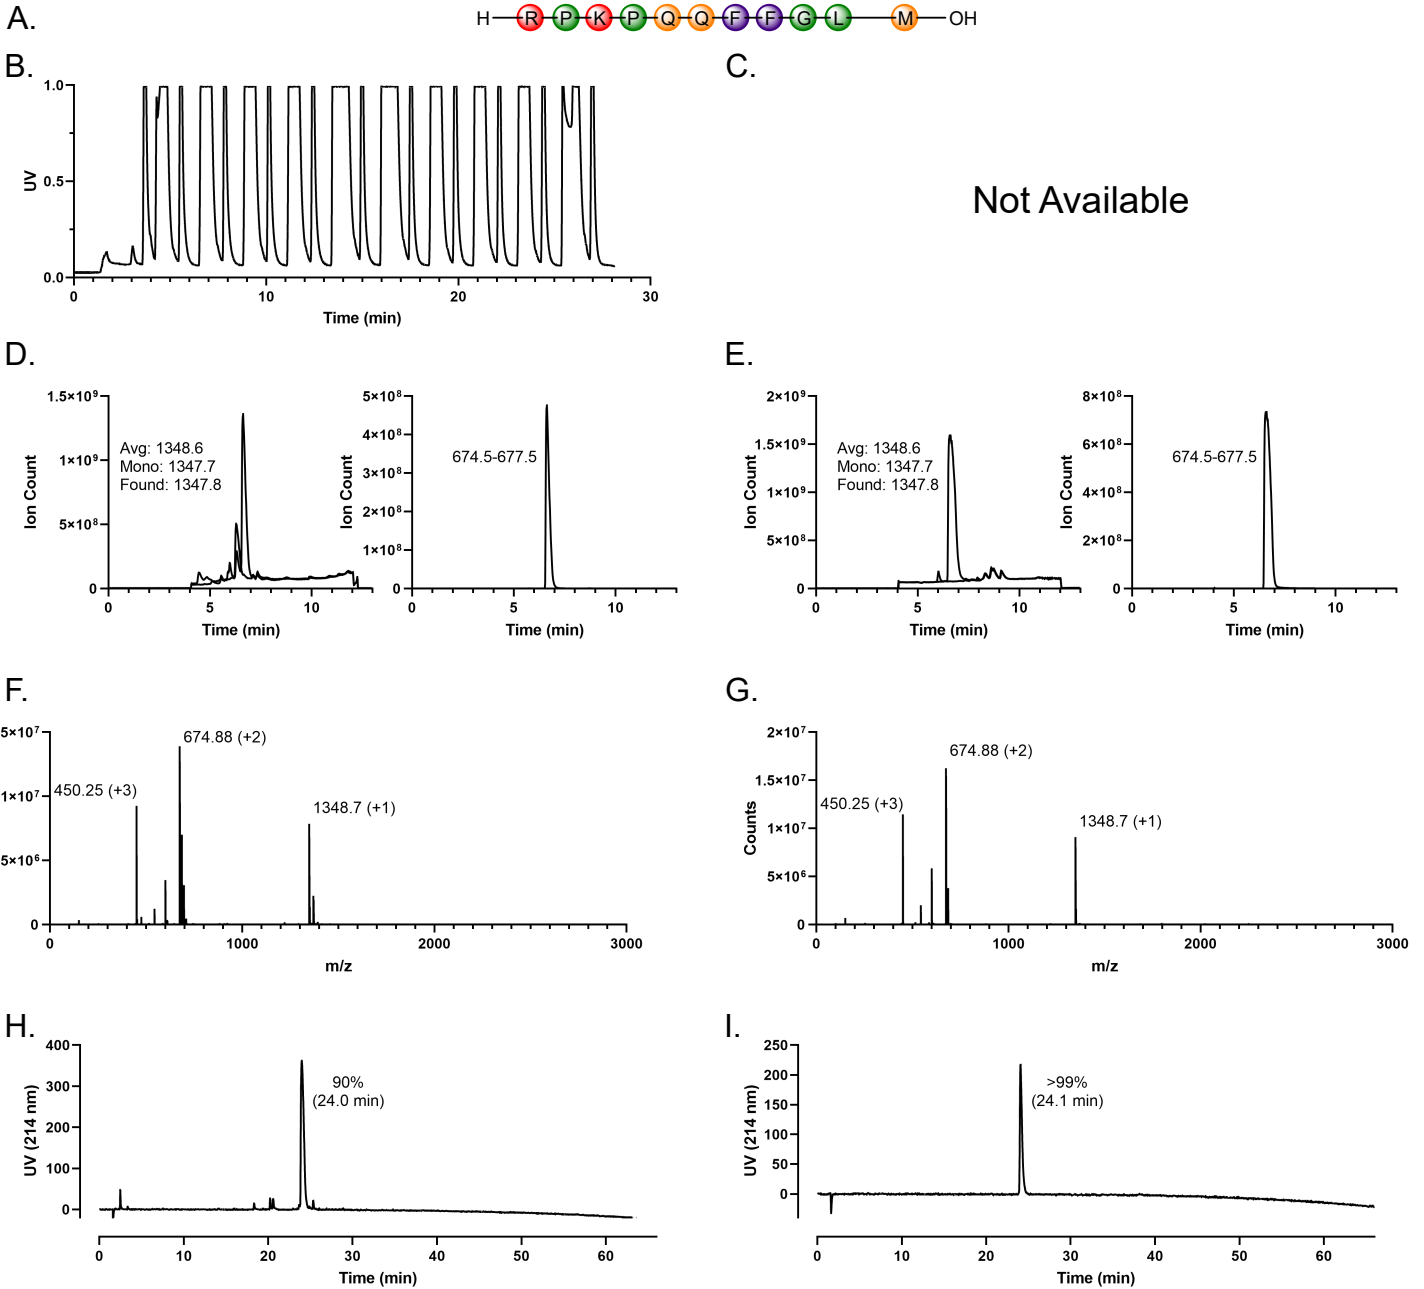 A.
H R P K P Q Q F F G L M OH
B.
UV
1.0
0.5
0.0
0 10 20 30
Time (min)
C.
Not Available
D.
Ion Count
1.5×10⁹
1×10⁹
5×10⁸
0
Avg: 1348.6
Mono: 1347.7
Found: 1347.8
0 5 10
Time (min)
Ion Count
5×10⁸
4×10⁸
3×10⁸
2×10⁸
1×10⁸
0
674.5-677.5
0 5 10
Time (min)
E.
Ion Count
2×10⁹
1.5×10⁹
1×10⁹
5×10⁸
0
Avg: 1348.6
Mono: 1347.7
Found: 1347.8
0 5 10
Time (min)
Ion Count
8×10⁸
6×10⁸
4×10⁸
2×10⁸
0
674.5-677.5
0 5 10
Time (min)
F.
5×10⁷
1×10⁷
5×10⁶
0
674.88 (+2)
450.25 (+3)
1348.7 (+1)
0 1000 2000 3000
m/z
G.
Counts
2×10⁷
1.5×10⁷
1×10⁷
5×10⁶
0
674.88 (+2)
450.25 (+3)
1348.7 (+1)
0 1000 2000 3000
m/z
H.
UV (214 nm)
400
300
200
100
0
90%
(24.0 min)
0 10 20 30 40 50 60
Time (min)
I.
UV (214 nm)
250
200
150
100
50
0
>99%
(24.1 min)
0 10 20 30 40 50 60
Time (min)